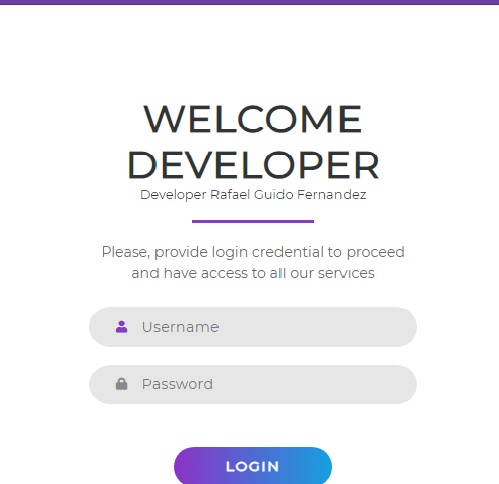 WELCOME
DEVELOPER
Developer Rafael Guido Fernandez
Please, provide login credential to proceed
and have access to all our services
Username
Password
LOGIN